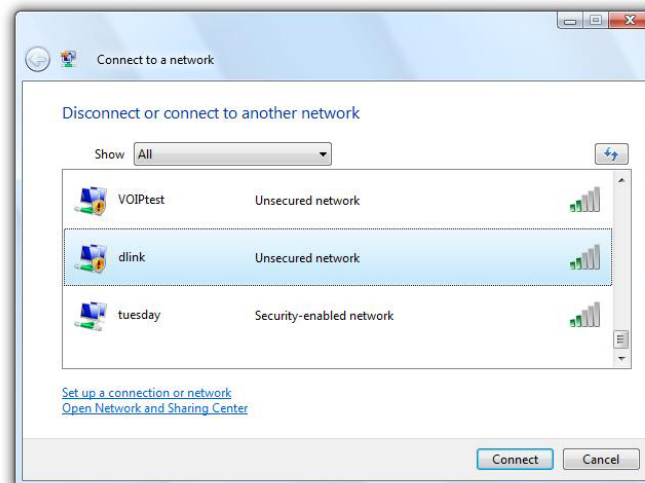 Connect to a network
Disconnect or connect to another network
Show All
VOIPtest Unsecured network
dlink Unsecured network
tuesday Security-enabled network
Set up a connection or network
Open Network and Sharing Center
Connect Cancel